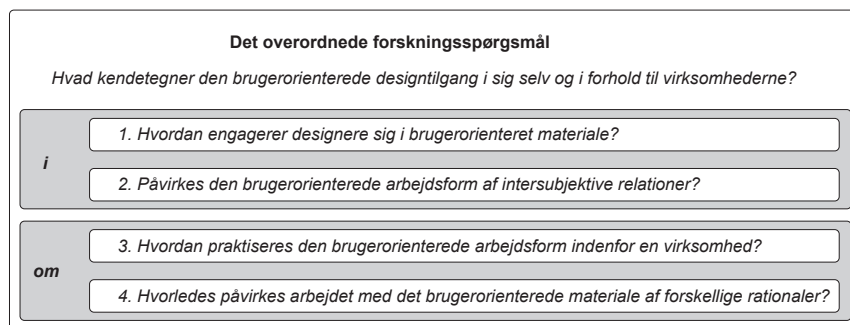 Det overordnede forskningsspørgsmål
Hvad kendetegner den brugerorienterede designtilgang i sig selv og i forhold til virksomhederne?
i
1. Hvordan engagerer designere sig i brugerorienteret materiale?
2. Påvirkes den brugerorienterede arbejdsform af intersubjektive relationer?
om
3. Hvordan praktiseres den brugerorienterede arbejdsform indenfor en virksomhed?
4. Hvorledes påvirkes arbejdet med det brugerorienterede materiale af forskellige rationaler?